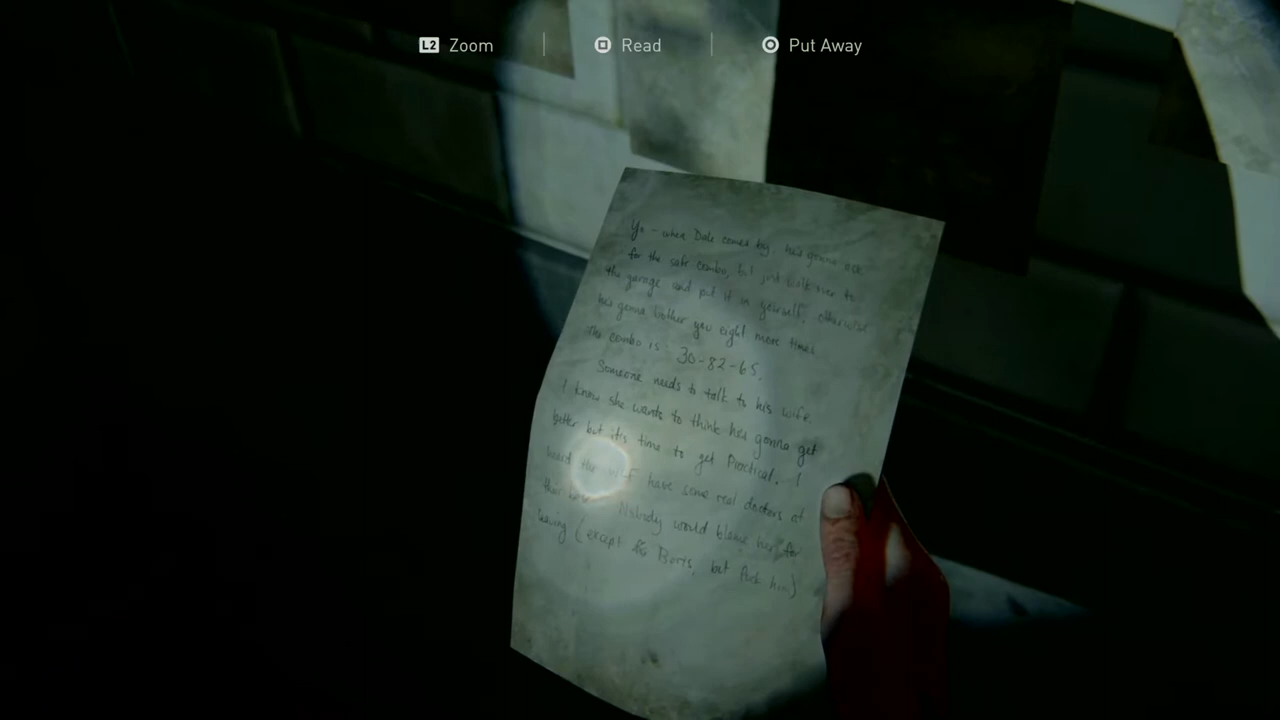 L2 Zoom
Read
Put Away
Yo - when Dale comes by, he's gonna ask
for the safe combo, but just walk over to
the garage and put it in yourself, otherwise
he's gonna bother you eight more times.
The combo is: 30-82-65.
Someone needs to talk to his wife.
I know she wants to think he's gonna get
better but it's time to get Practical. I
heard the WLF have some real doctors at
their Nobody would blame her for
leaving (except for Boris, but fuck him)